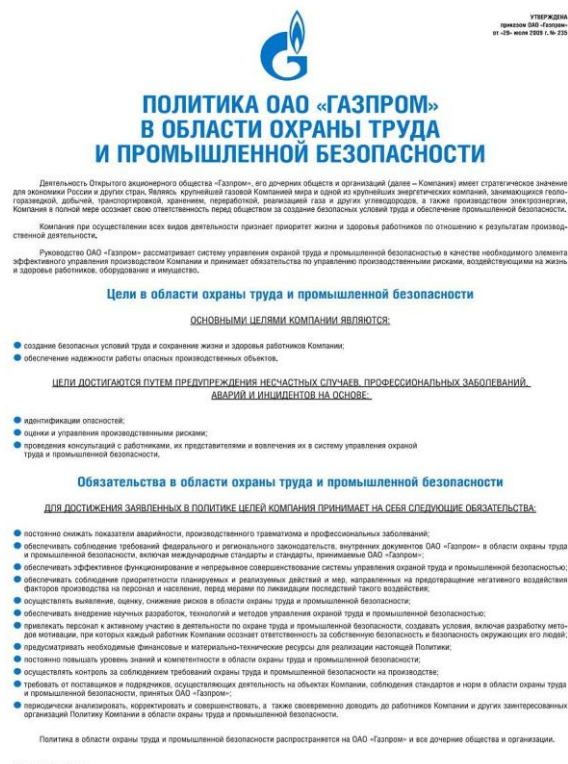 УТВЕРЖДЕНА
приказом ОАО «Газпром»
от «29» июля 2009 г. № 235
ПОЛИТИКА ОАО «ГАЗПРОМ»
В ОБЛАСТИ ОХРАНЫ ТРУДА
И ПРОМЫШЛЕННОЙ БЕЗОПАСНОСТИ
Деятельность Открытого акционерного общества «Газпром», его дочерних обществ и организаций (далее – Компания) имеет стратегическое значение
для экономики России и других стран. Являясь крупнейшей газовой Компанией мира и одной из крупнейших энергетических компаний, занимающихся геоло-
горазведкой, добычей, транспортировкой, хранением, переработкой, реализацией газа и других углеводородов, а также производством электроэнергии,
Компания в полной мере осознает свою ответственность перед обществом за создание безопасных условий труда и обеспечение промышленной безопасности.
Компания при осуществлении всех видов деятельности признает приоритет жизни и здоровья работников по отношению к результатам производ-
ственной деятельности.
Руководство ОАО «Газпром» рассматривает систему управления охраной труда и промышленной безопасностью в качестве необходимого элемента
эффективного управления производством Компании и принимает обязательства по управлению производственными рисками, воздействующими на жизнь
и здоровье работников, оборудование и имущество.
Цели в области охраны труда и промышленной безопасности
ОСНОВНЫМИ ЦЕЛЯМИ КОМПАНИИ ЯВЛЯЮТСЯ:
создание безопасных условий труда и сохранение жизни и здоровья работников Компании;
обеспечение надежности работы опасных производственных объектов.
ЦЕЛИ ДОСТИГАЮТСЯ ПУТЕМ ПРЕДУПРЕЖДЕНИЯ НЕСЧАСТНЫХ СЛУЧАЕВ, ПРОФЕССИОНАЛЬНЫХ ЗАБОЛЕВАНИЙ,
АВАРИЙ И ИНЦИДЕНТОВ НА ОСНОВЕ:
идентификации опасностей;
оценки и управления производственными рисками;
проведения консультаций с работниками, их представителями и вовлечения их в систему управления охраной
труда и промышленной безопасности.
Обязательства в области охраны труда и промышленной безопасности
ДЛЯ ДОСТИЖЕНИЯ ЗАЯВЛЕННЫХ В ПОЛИТИКЕ ЦЕЛЕЙ КОМПАНИЯ ПРИНИМАЕТ НА СЕБЯ СЛЕДУЮЩИЕ ОБЯЗАТЕЛЬСТВА:
постоянно снижать показатели аварийности, производственного травматизма и профессиональных заболеваний;
обеспечивать соблюдение требований федерального и регионального законодательств, внутренних документов ОАО «Газпром» в области охраны труда
и промышленной безопасности, включая международные стандарты и стандарты, принимаемые ОАО «Газпром»;
обеспечивать эффективное функционирование и непрерывное совершенствование системы управления охраной труда и промышленной безопасностью;
обеспечивать соблюдение приоритетности планируемых и реализуемых действий и мер, направленных на предотвращение негативного воздействия
факторов производства на персонал и население, перед мерами по ликвидации последствий такого воздействия;
осуществлять выявление, оценку, снижение рисков в области охраны труда и промышленной безопасности;
обеспечивать внедрение научных разработок, технологий и методов управления охраной труда и промышленной безопасностью;
привлекать персонал к активному участию в деятельности по охране труда и промышленной безопасности, создавать условия, включая разработку мето-
дов мотивации, при которых каждый работник Компании осознает ответственность за собственную безопасность и безопасность окружающих его людей;
предусматривать необходимые финансовые и материально-технические ресурсы для реализации настоящей Политики;
постоянно повышать уровень знаний и компетентности в области охраны труда и промышленной безопасности;
осуществлять контроль за соблюдением требований охраны труда и промышленной безопасности на производстве;
требовать от поставщиков и подрядчиков, осуществляющих деятельность на объектах Компании, соблюдения стандартов и норм в области охраны труда
и промышленной безопасности, принятых ОАО «Газпром»;
периодически анализировать, корректировать и совершенствовать, а также своевременно доводить до работников Компании и других заинтересованных
организаций Политику Компании в области охраны труда и промышленной безопасности.
Политика в области охраны труда и промышленной безопасности распространяется на ОАО «Газпром» и все дочерние общества и организации.